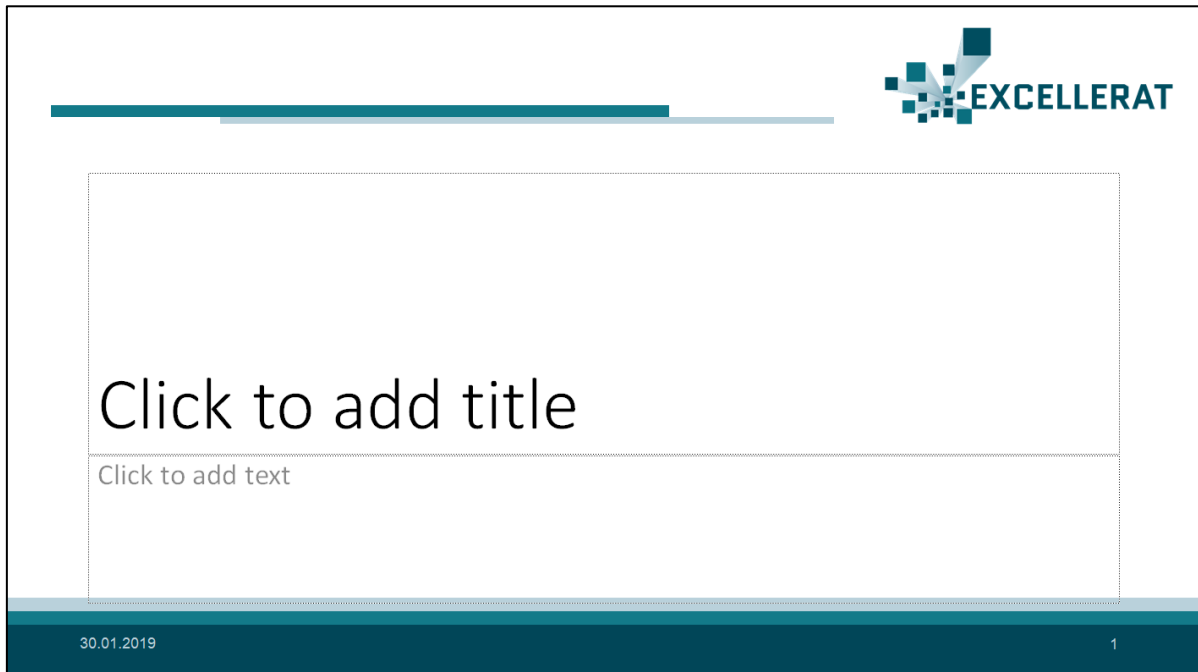 EXCELLERAT
Click to add title
Click to add text
30.01.2019
1